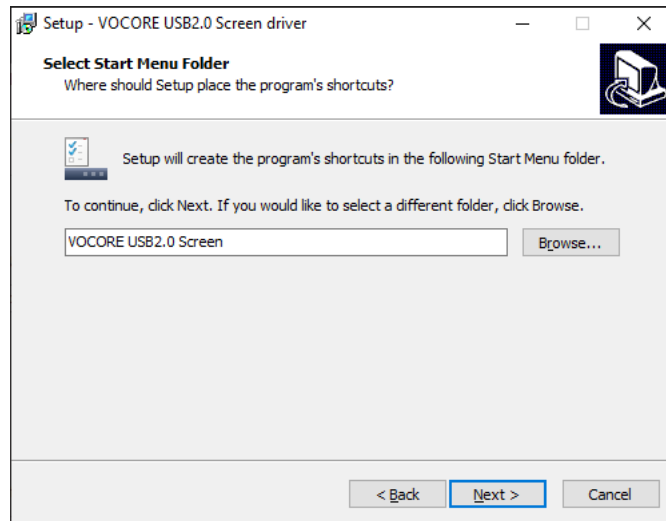 Setup - VOCORE USB2.0 Screen driver
Select Start Menu Folder
Where should Setup place the program's shortcuts?
Setup will create the program's shortcuts in the following Start Menu folder.
To continue, click Next. If you would like to select a different folder, click Browse.
VOCORE USB2.0 Screen
Browse...
< Back
Next >
Cancel